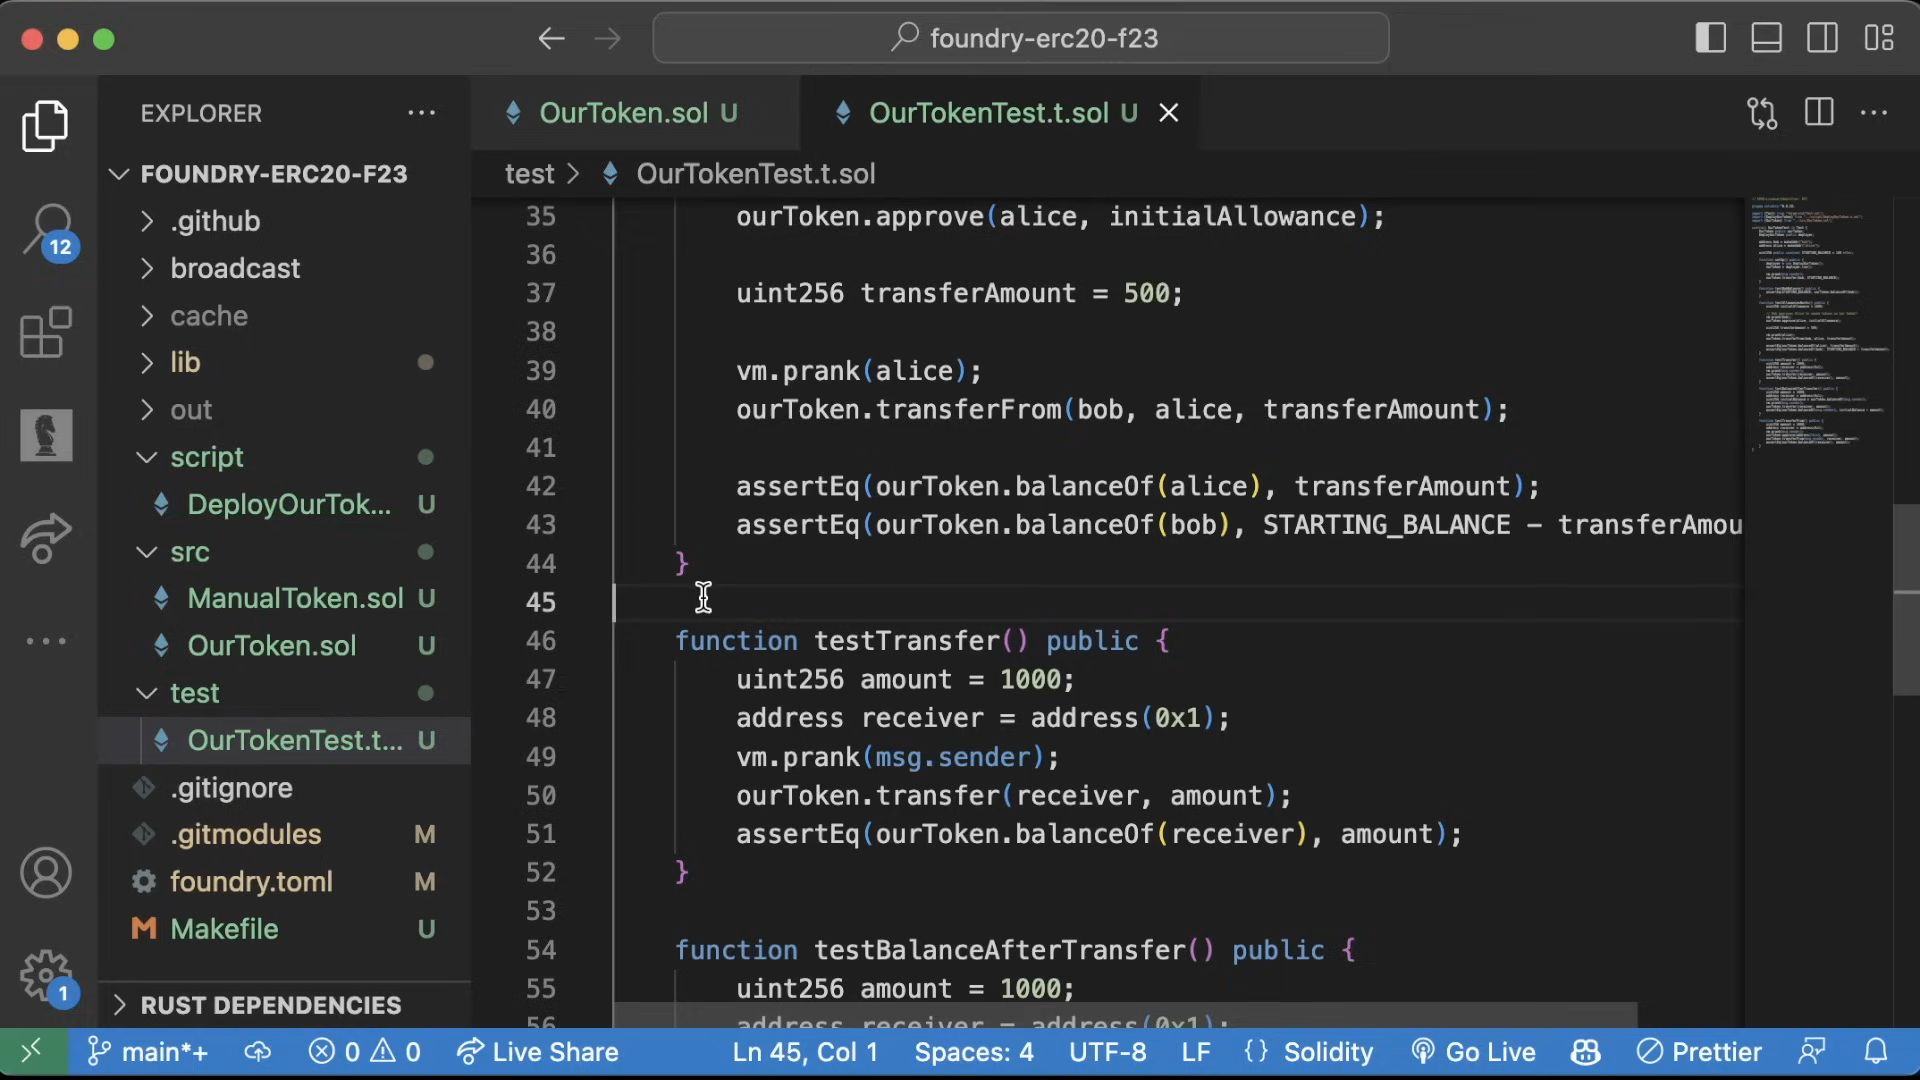 foundry-erc20-f23
EXPLORER
OurToken.sol U
OurTokenTest.t.sol U
FOUNDRY-ERC20-F23
test > OurTokenTest.t.sol
.github
12
broadcast
cache
lib
out
script
DeployOurTok... U
src
ManualToken.sol U
OurToken.sol U
test
OurTokenTest.t... U
.gitignore
.gitmodules M
foundry.toml M
M Makefile U
1
RUST DEPENDENCIES
35 ourToken.approve(alice, initialAllowance);
36
37 uint256 transferAmount = 500;
38
39 vm.prank(alice);
40 ourToken.transferFrom(bob, alice, transferAmount);
41
42 assertEq(ourToken.balanceOf(alice), transferAmount);
43 assertEq(ourToken.balanceOf(bob), STARTING_BALANCE - transferAmou
44 }
45
46 function testTransfer() public {
47 uint256 amount = 1000;
48 address receiver = address(0x1);
49 vm.prank(msg.sender);
50 ourToken.transfer(receiver, amount);
51 assertEq(ourToken.balanceOf(receiver), amount);
52 }
53
54 function testBalanceAfterTransfer() public {
55 uint256 amount = 1000;
56 address receiver = address(0x1);
main*+ 0 0 Live Share Ln 45, Col 1 Spaces: 4 UTF-8 LF {} Solidity Go Live Prettier